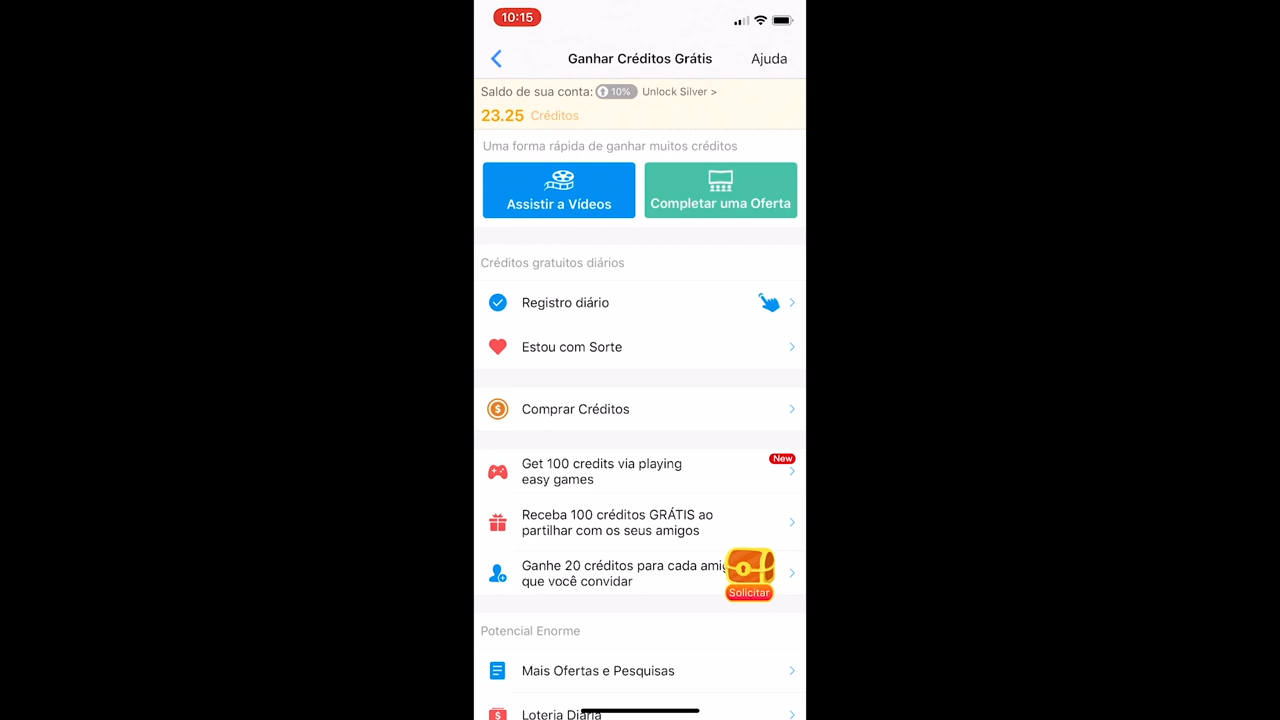 10:15
Ganhar Créditos Grátis
Ajuda
Saldo de sua conta: 10% Unlock Silver >
23.25 Créditos
Uma forma rápida de ganhar muitos créditos
Assistir a Vídeos
Completar uma Oferta
Créditos gratuitos diários
Registro diário
Estou com Sorte
Comprar Créditos
Get 100 credits via playing
easy games
New
Receba 100 créditos GRÁTIS ao
partilhar com os seus amigos
Ganhe 20 créditos para cada
que você convidar
Solicitar
Potencial Enorme
Mais Ofertas e Pesquisas
Loteria Diária